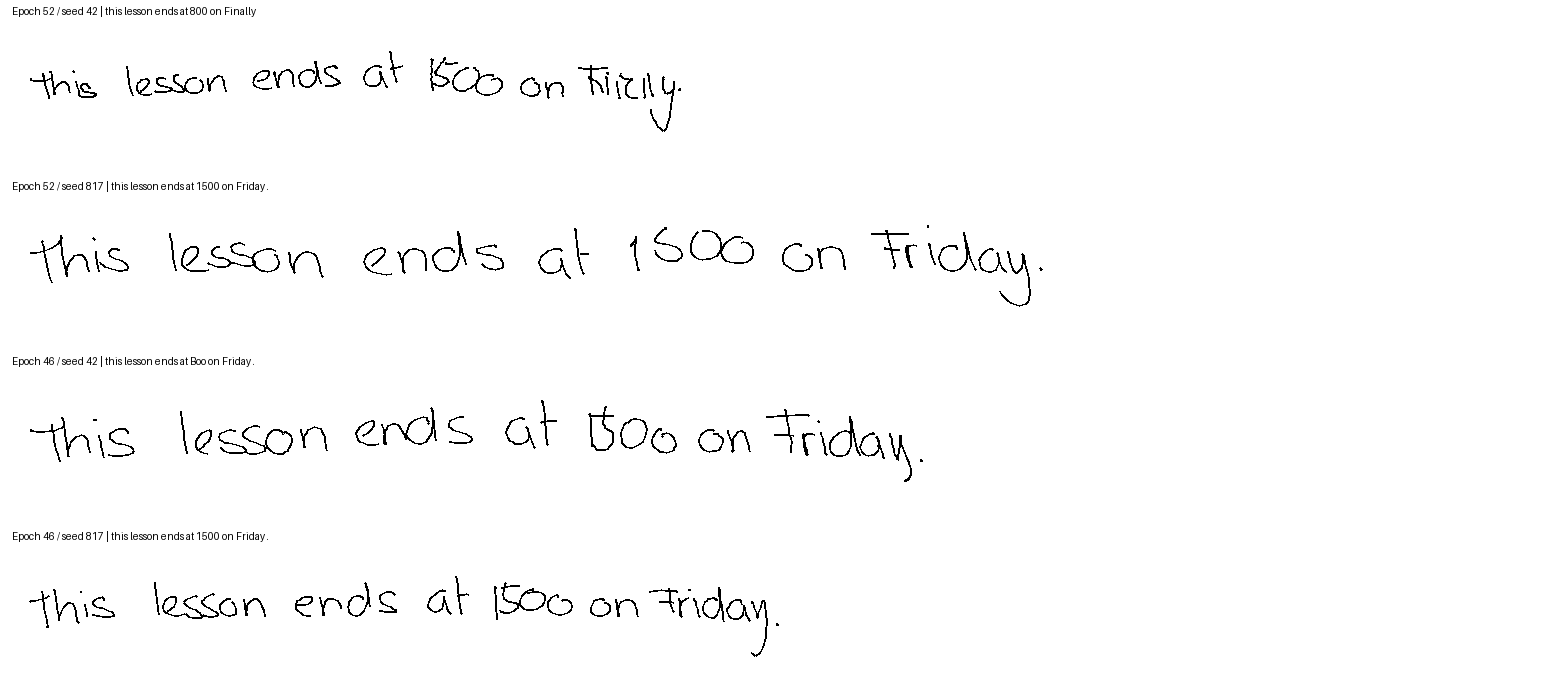 Epoch 52 / seed 42 | this lesson ends at 800 on Finally
this lesson ends at 1500 on
Epoch 52 / seed 817 | this lesson ends at 1500 on Friday.
this lesson ends at 1500 on Friday.
Epoch 46 / seed 42 | this lesson ends at Boo on Friday.
this lesson ends at 1500 on Friday.
Epoch 46 / seed 817 | this lesson ends at 1500 on Friday.
this lesson ends at 1500 on Friday.